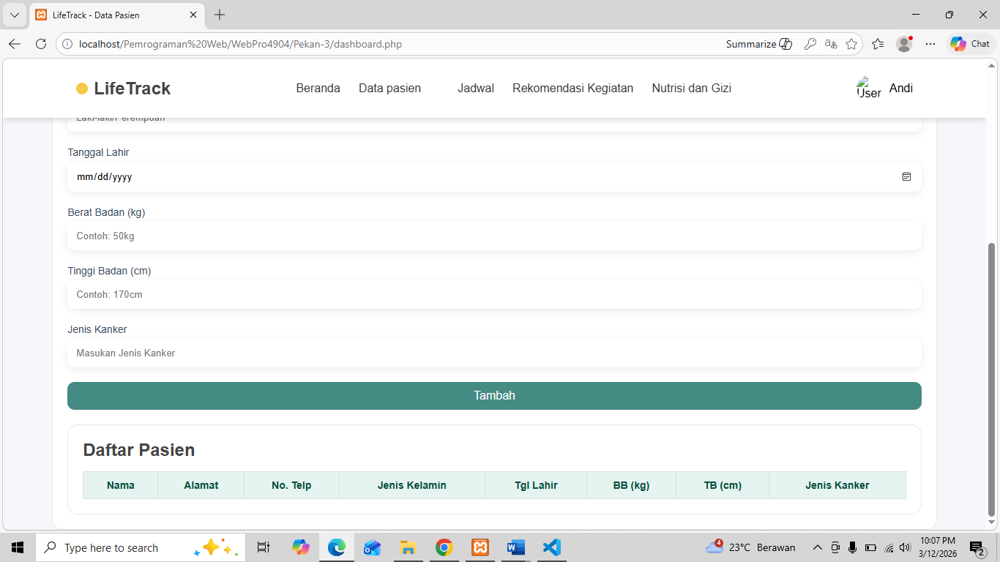 LifeTrack - Data Pasien
localhost/Pemrograman%20Web/WebPro4904/Pekan-3/dashboard.php
Summarize
Chat
LifeTrack
Beranda
Data pasien
Jadwal
Rekomendasi Kegiatan
Nutrisi dan Gizi
User
Andi
Laki-laki/Perempuan
Tanggal Lahir
mm/dd/yyyy
Berat Badan (kg)
Contoh: 50kg
Tinggi Badan (cm)
Contoh: 170cm
Jenis Kanker
Masukan Jenis Kanker
Tambah
Daftar Pasien
Nama Alamat No. Telp Jenis Kelamin Tgl Lahir BB (kg) TB (cm) Jenis Kanker
Type here to search
4
23°C Berawan
10:07 PM
3/12/2026
2